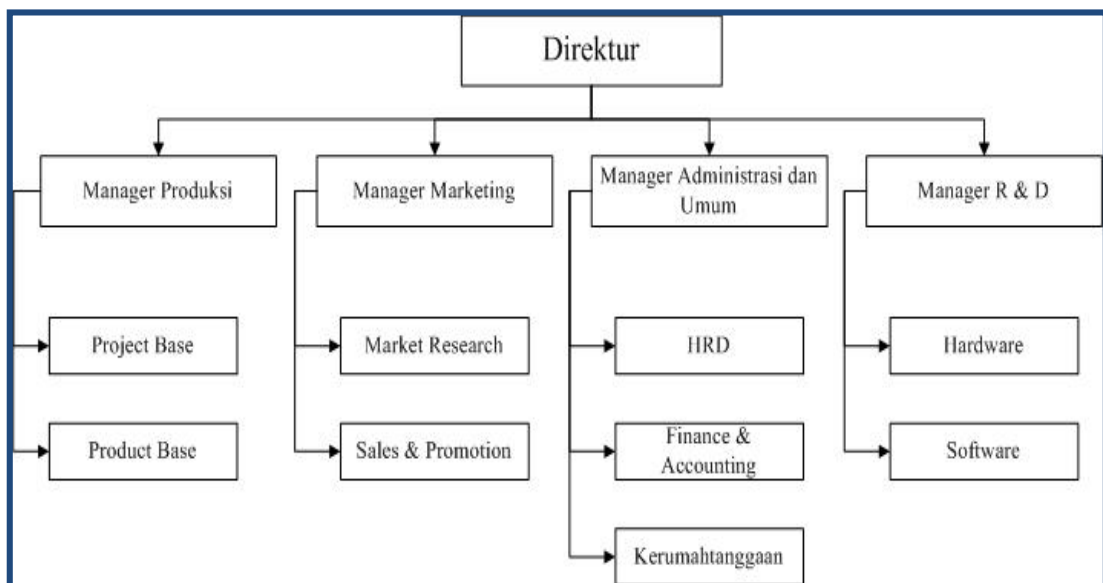 Direktur
Manager Produksi
Manager Marketing
Manager Administrasi dan
Umum
Manager R & D
Project Base
Market Research
HRD
Hardware
Product Base
Sales & Promotion
Finance &
Accounting
Software
Kerumahtanggaan